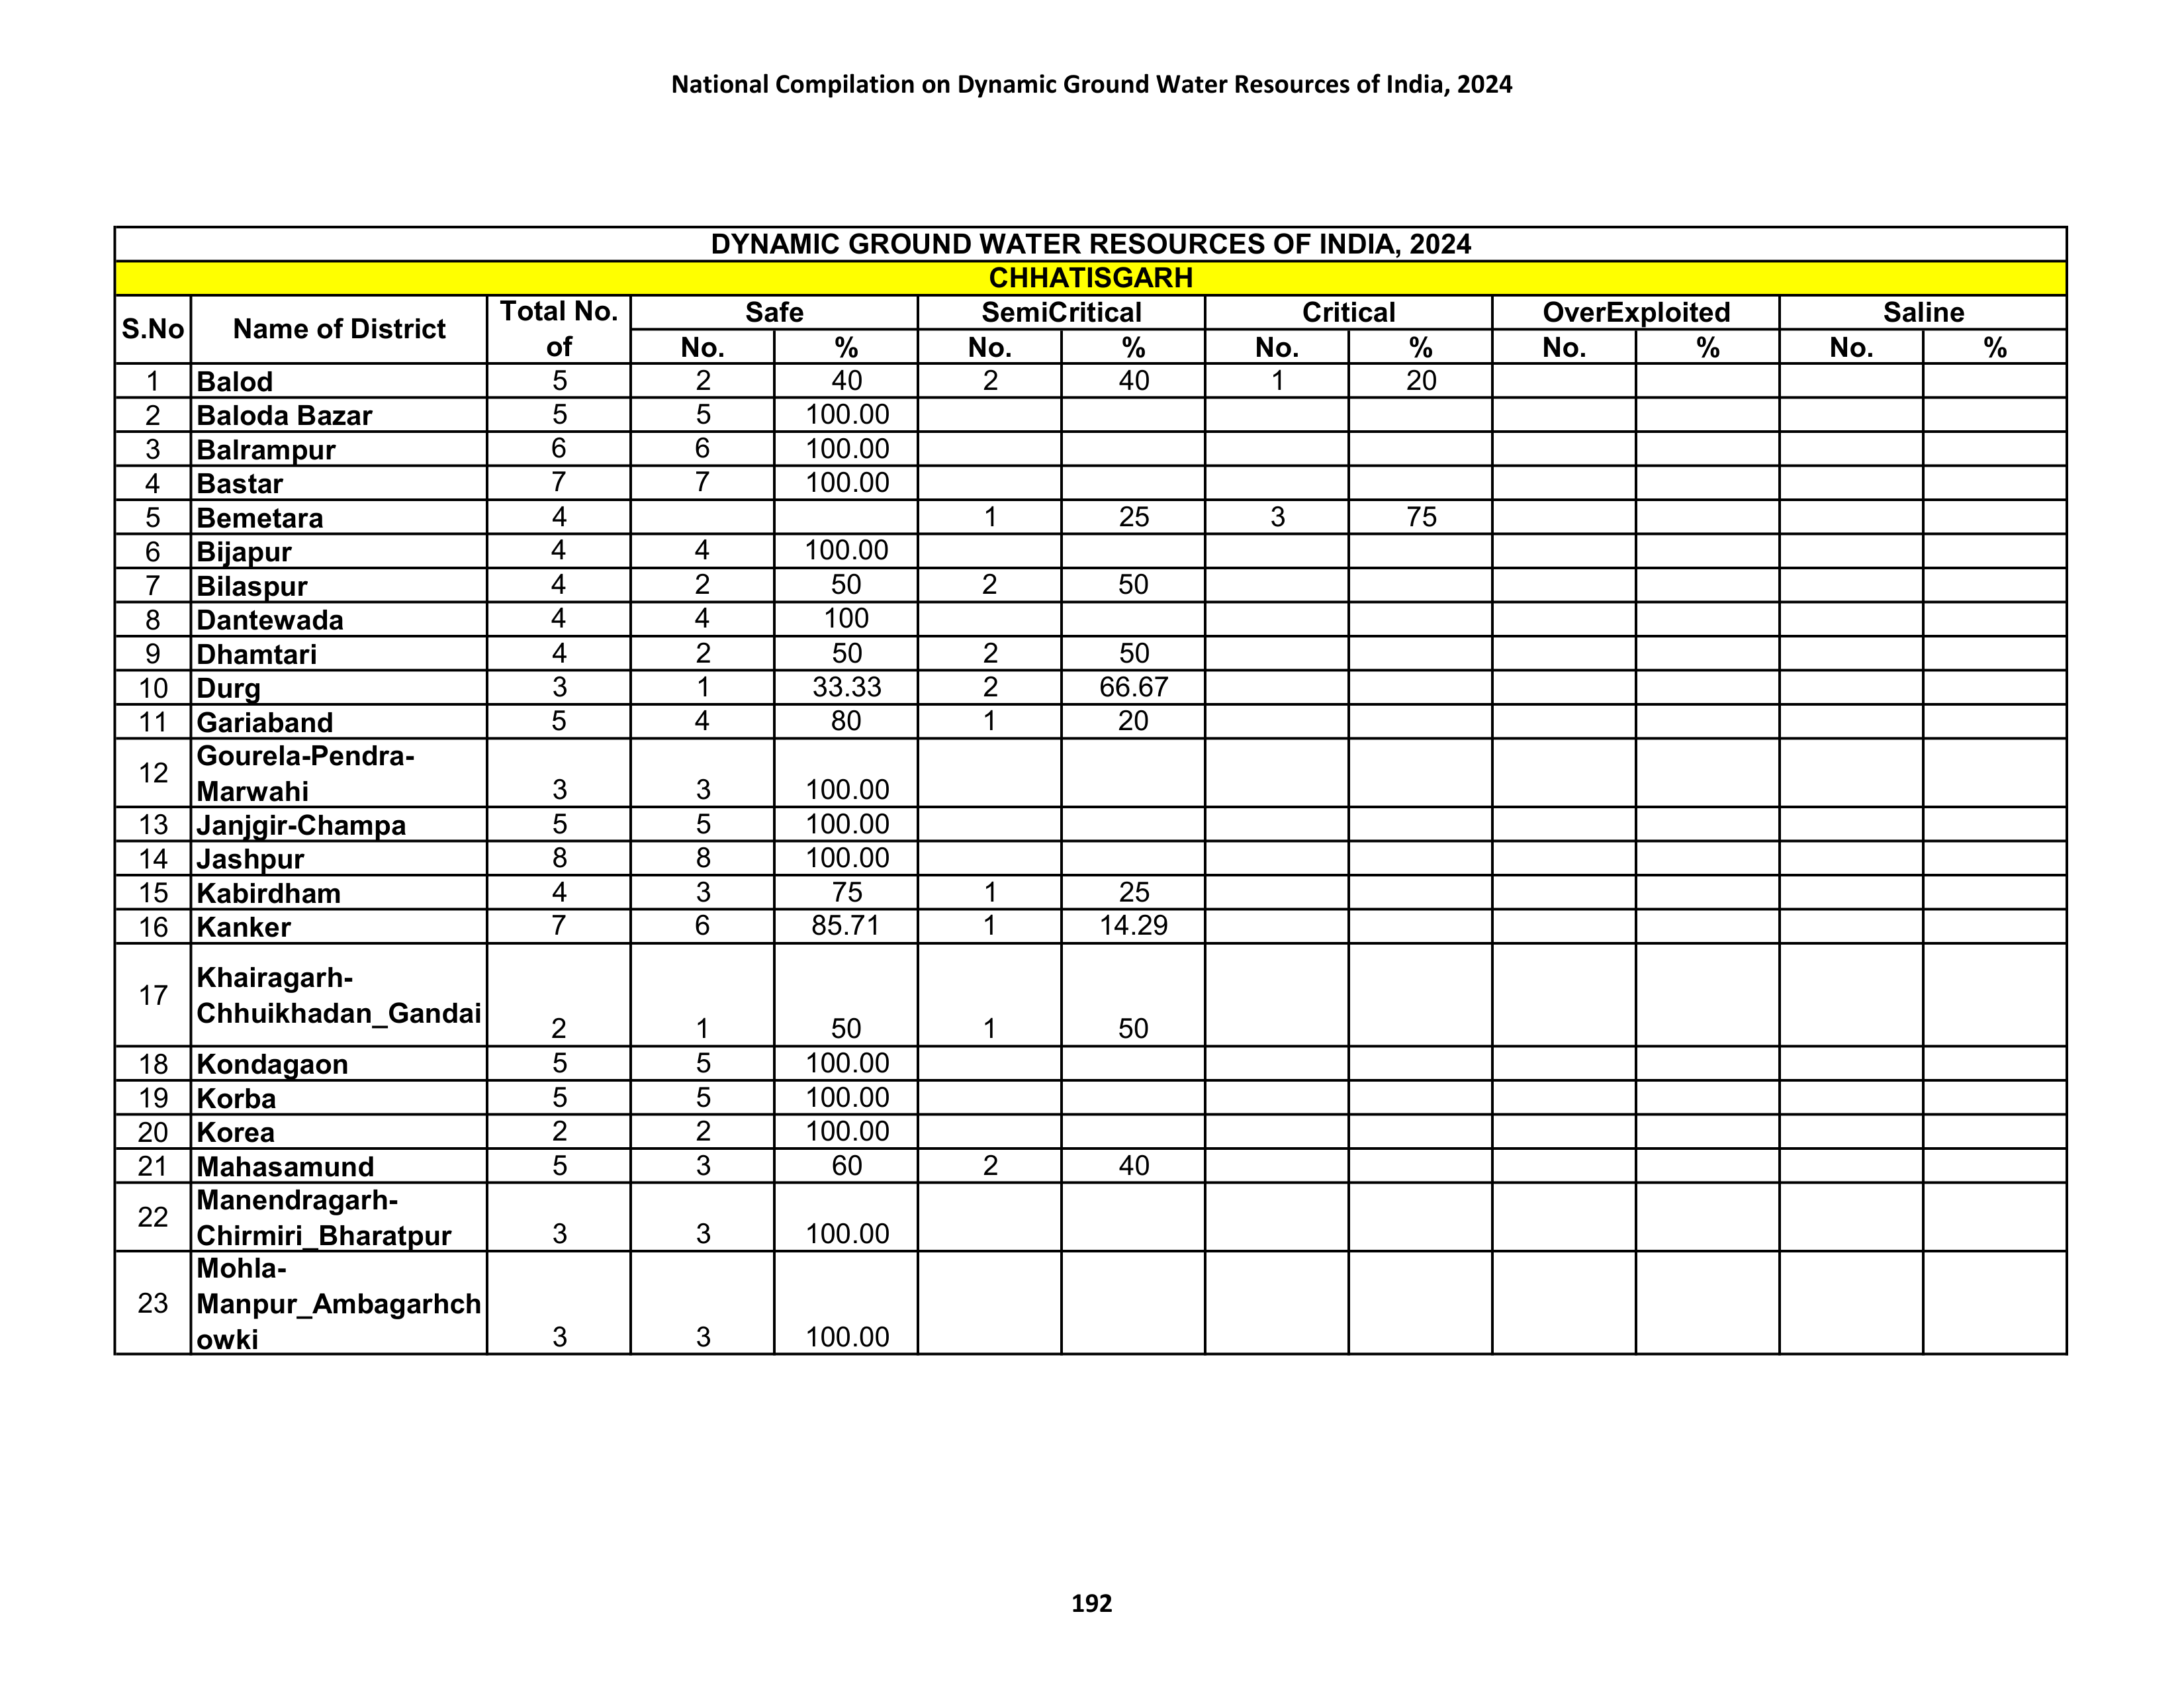 National Compilation on Dynamic Ground Water Resources of India, 2024
DYNAMIC GROUND WATER RESOURCES OF INDIA, 2024
CHHATISGARH
S.No Name of District Total No. of Safe SemiCritical Critical OverExploited Saline
No. % No. % No. % No. % No. %
1 Balod 5 2 40 2 40 1 20
2 Baloda Bazar 5 5 100.00
3 Balrampur 6 6 100.00
4 Bastar 7 7 100.00
5 Bemetara 4 1 25 3 75
6 Bijapur 4 4 100.00
7 Bilaspur 4 2 50 2 50
8 Dantewada 4 4 100
9 Dhamtari 4 2 50 2 50
10 Durg 3 1 33.33 2 66.67
11 Gariaband 5 4 80 1 20
12 Gourela-Pendra-
Marwahi 3 3 100.00
13 Janjgir-Champa 5 5 100.00
14 Jashpur 8 8 100.00
15 Kabirdham 4 3 75 1 25
16 Kanker 7 6 85.71 1 14.29
17 Khairagarh-
Chhuikhadan_Gandai 2 1 50 1 50
18 Kondagaon 5 5 100.00
19 Korba 5 5 100.00
20 Korea 2 2 100.00
21 Mahasamund 5 3 60 2 40
22 Manendragarh-
Chirmiri_Bharatpur 3 3 100.00
23 Mohla-
Manpur_Ambagarhch
owki 3 3 100.00
192